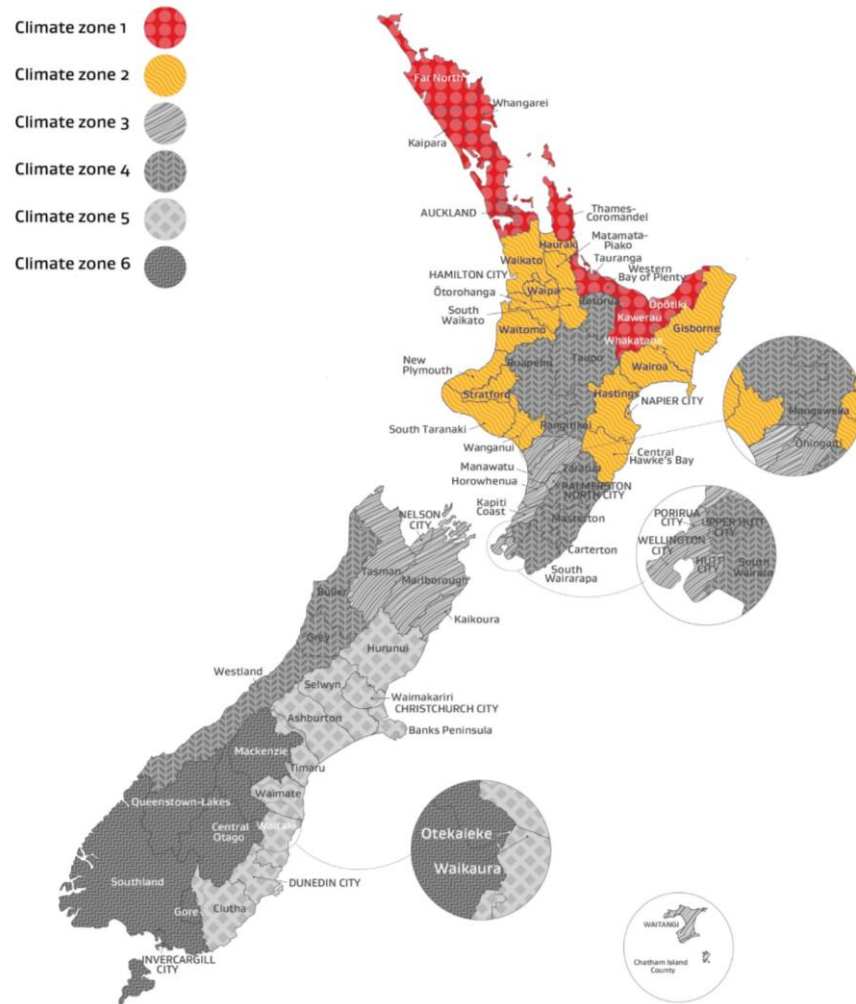 Climate zone 1
Climate zone 2
Climate zone 3
Climate zone 4
Climate zone 5
Climate zone 6
Far North
Whangarei
Kaipara
AUCKLAND
Thames-
Coromandel
Hauraki
Matamata-
Piako
Waikato
Tauranga
HAMILTON CITY
Western
Bay of Plenty
Waipa
Ōtorohanga
Rotorua
Ōpōtiki
South
Waikato
Kawerau
Gisborne
Waitomo
Whakatane
Taupo
Ruapehu
New
Plymouth
Wairoa
Stratford
Hastings
NAPIER CITY
South Taranaki
Rangitikei
Wanganui
Central
Hawke's Bay
Manawatu
Tararua
Horowhenua
PALMERSTON
NORTH CITY
Kapiti
Coast
Masterton
Carterton
South
Wairarapa
Mangaweka
Ōhingaiti
PORIRUA
CITY
UPPER HUTT
CITY
WELLINGTON
CITY
HUTT
CITY
South
Wairara
NELSON
CITY
Tasman
Marlborough
Buller
Kaikoura
Grey
Hurunui
Westland
Selwyn
Waimakariri
CHRISTCHURCH CITY
Ashburton
Banks Peninsula
Mackenzie
Timaru
Queenstown-Lakes
Waimate
Central
Otago
Waitaki
Southland
DUNEDIN CITY
Gore
Clutha
INVERCARGILL
CITY
Otekaieke
Waikaura
WAITANGI
Chatham Island
County